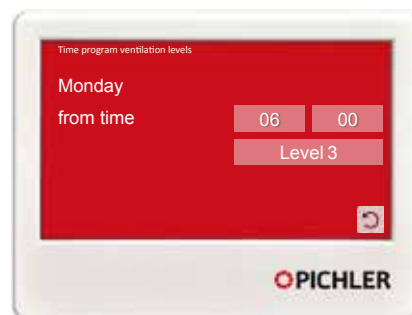 Time program ventilation levels
Monday
from time 06 00
Level 3
PICHLER